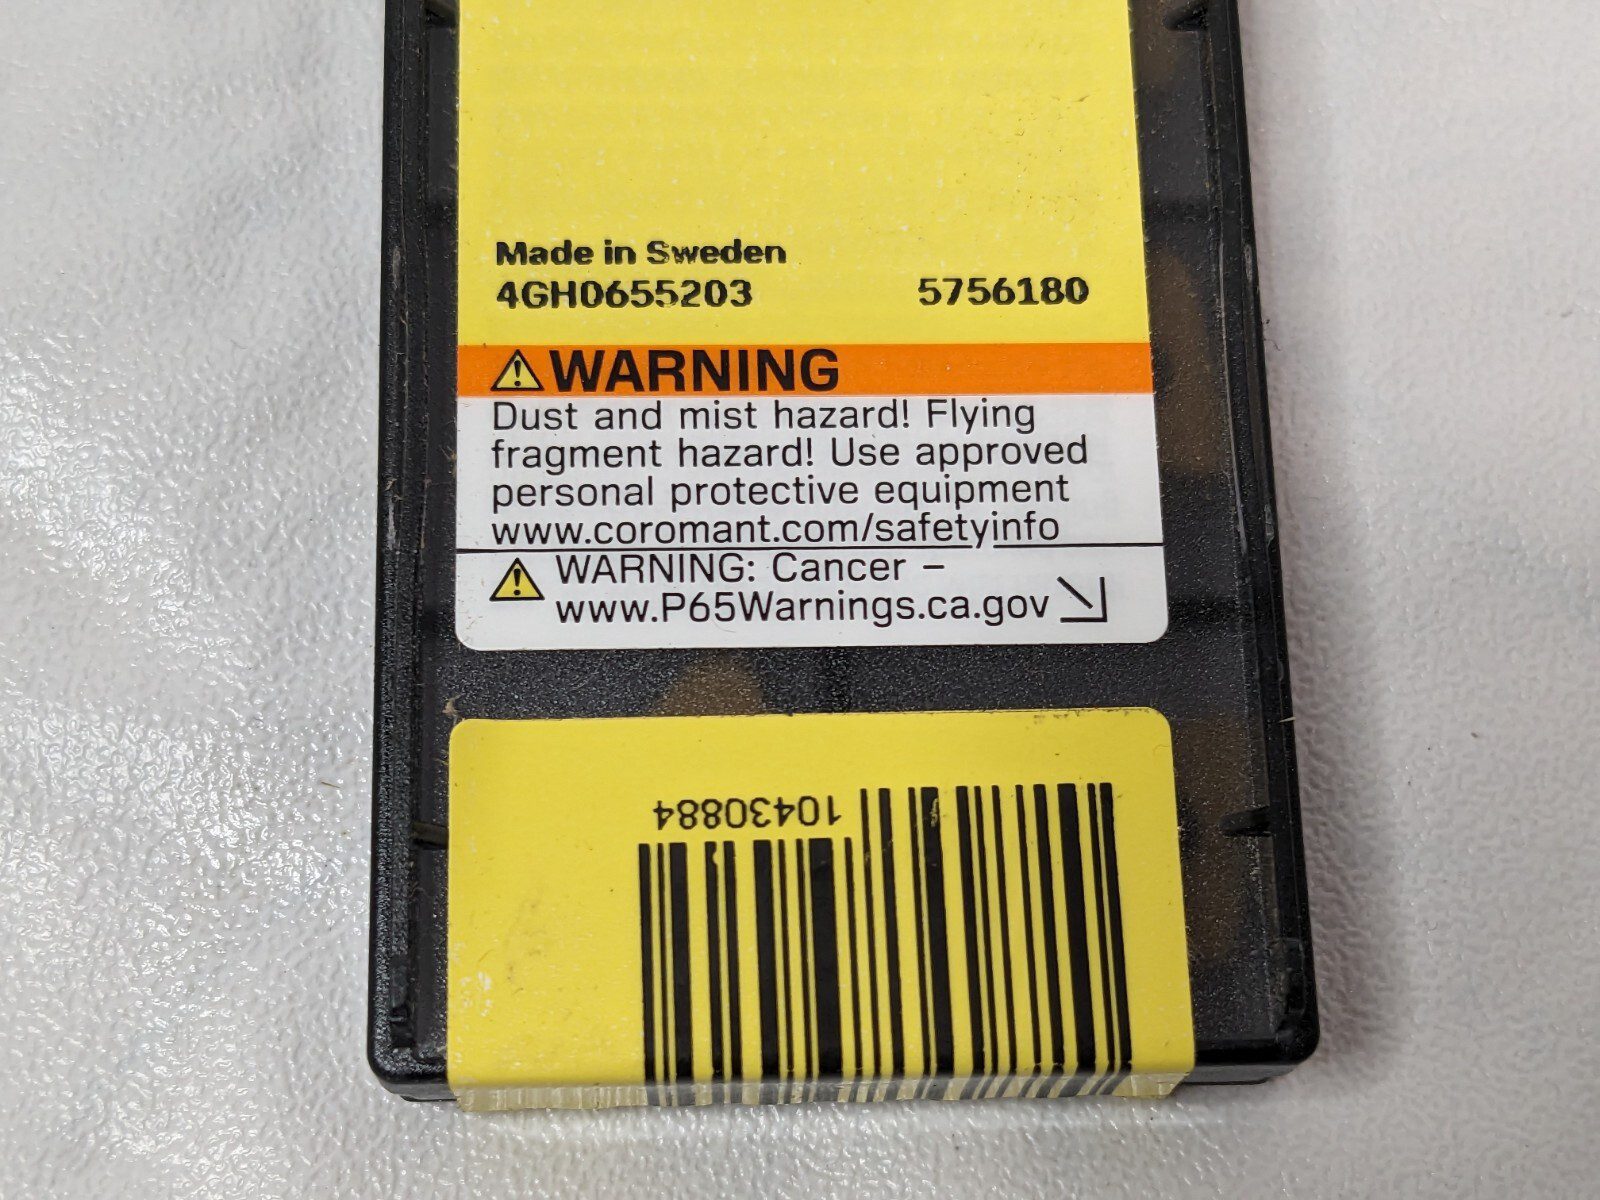 Made in Sweden
4GH0655203 5756180
WARNING
Dust and mist hazard! Flying
fragment hazard! Use approved
personal protective equipment
www.coromant.com/safetyinfo
WARNING: Cancer –
www.P65Warnings.ca.gov
10430884